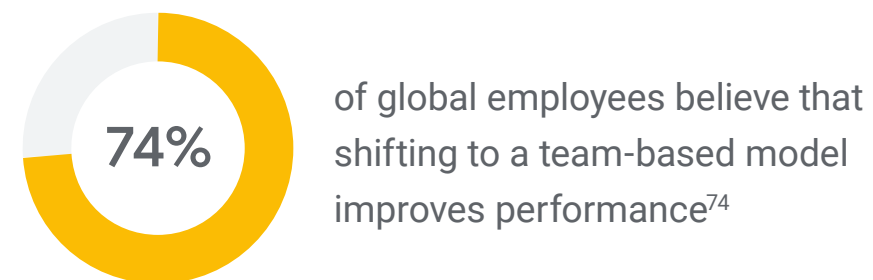 74%
of global employees believe that
shifting to a team-based model
improves performance74